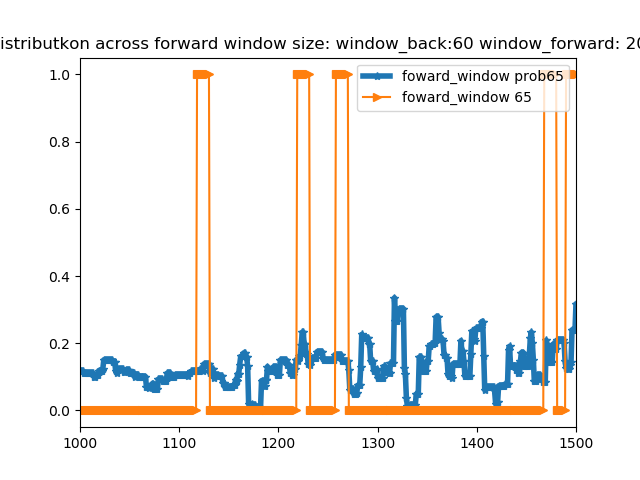 istributkon across forward window size: window_back:60 window_forward: 20
foward_window prob65
foward_window 65
1.0
0.8
0.6
0.4
0.2
0.0
1000 1100 1200 1300 1400 1500